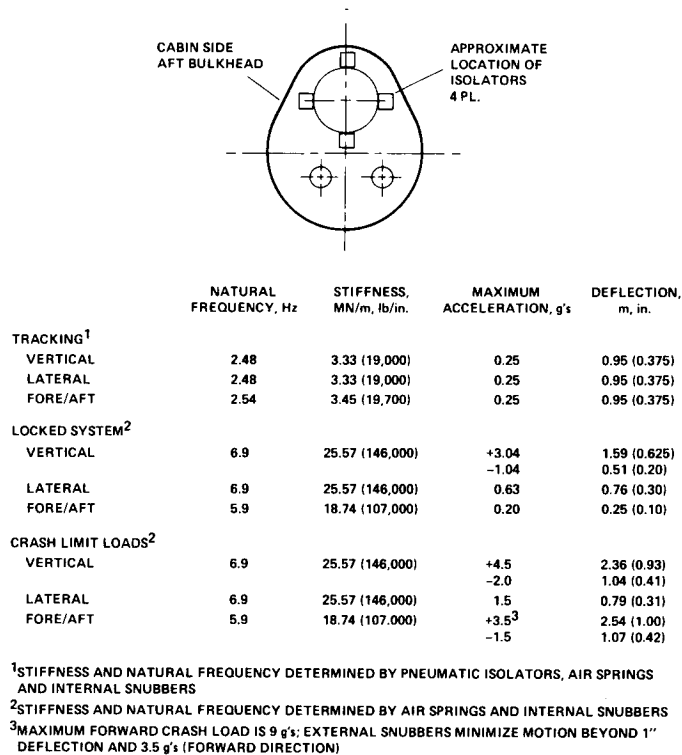 CABIN SIDE
AFT BULKHEAD
APPROXIMATE
LOCATION OF
ISOLATORS
4 PL.
NATURAL FREQUENCY, Hz STIFFNESS, MN/m, lb/in. MAXIMUM ACCELERATION, g's DEFLECTION, m, in.
TRACKING1
VERTICAL 2.48 3.33 (19,000) 0.25 0.95 (0.375)
LATERAL 2.48 3.33 (19,000) 0.25 0.95 (0.375)
FORE/AFT 2.54 3.45 (19,700) 0.25 0.95 (0.375)
LOCKED SYSTEM2
VERTICAL 6.9 25.57 (146,000) +3.04 1.59 (0.625)
−1.04 0.51 (0.20)
LATERAL 6.9 25.57 (146,000) 0.63 0.76 (0.30)
FORE/AFT 5.9 18.74 (107,000) 0.20 0.25 (0.10)
CRASH LIMIT LOADS2
VERTICAL 6.9 25.57 (146,000) +4.5 2.36 (0.93)
−2.0 1.04 (0.41)
LATERAL 6.9 25.57 (146,000) 1.5 0.79 (0.31)
FORE/AFT 5.9 18.74 (107.000) +3.53 2.54 (1.00)
−1.5 1.07 (0.42)
1STIFFNESS AND NATURAL FREQUENCY DETERMINED BY PNEUMATIC ISOLATORS, AIR SPRINGS
AND INTERNAL SNUBBERS
2STIFFNESS AND NATURAL FREQUENCY DETERMINED BY AIR SPRINGS AND INTERNAL SNUBBERS
3MAXIMUM FORWARD CRASH LOAD IS 9 g's; EXTERNAL SNUBBERS MINIMIZE MOTION BEYOND 1"
DEFLECTION AND 3.5 g's (FORWARD DIRECTION)